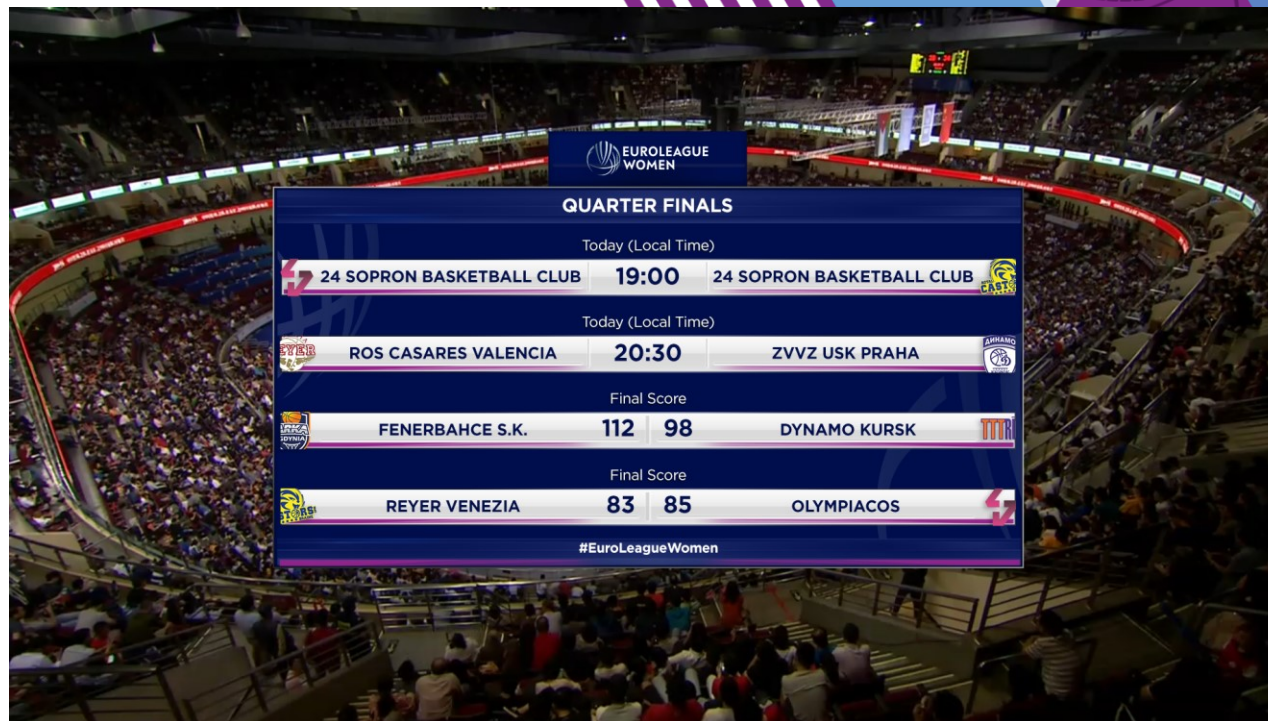 EUROLEAGUE
WOMEN
QUARTER FINALS
Today (Local Time)
24 SOPRON BASKETBALL CLUB 19:00 24 SOPRON BASKETBALL CLUB
Today (Local Time)
ROS CASARES VALENCIA 20:30 ZVVZ USK PRAHA
ДИНАМО
Final Score
FENERBAHCE S.K. 112 98 DYNAMO KURSK
Final Score
REYER VENEZIA 83 85 OLYMPIACOS
#EuroLeagueWomen